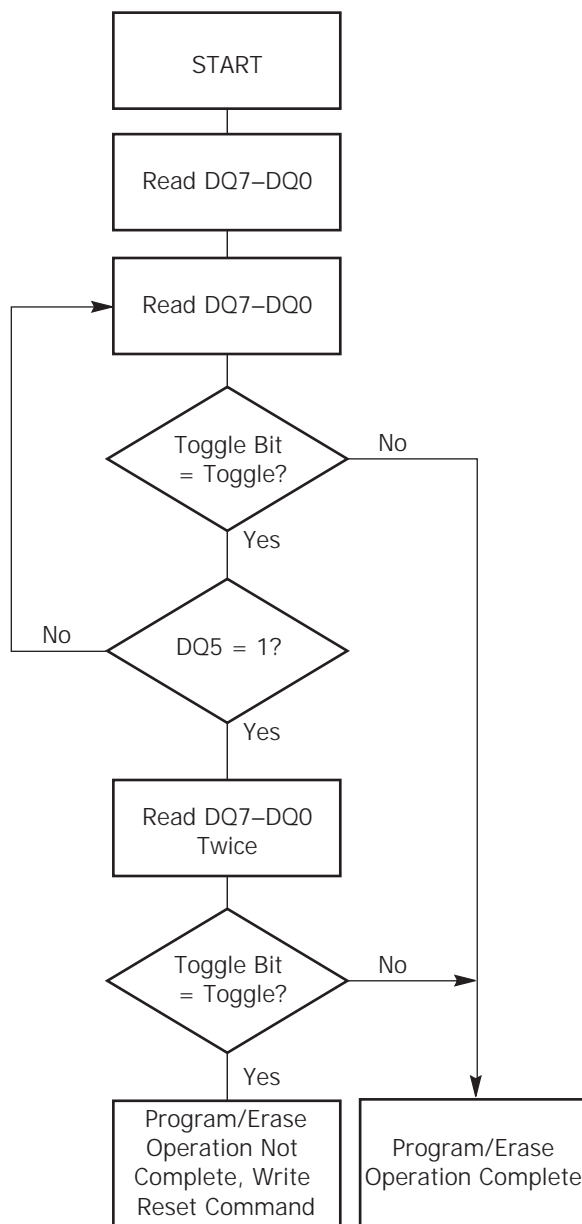 START
Read DQ7–DQ0
Read DQ7–DQ0
Toggle Bit
= Toggle?
No
Yes
No
DQ5 = 1?
Yes
Read DQ7–DQ0
Twice
Toggle Bit
= Toggle?
No
Yes
Program/Erase
Operation Not
Complete, Write
Reset Command
Program/Erase
Operation Complete